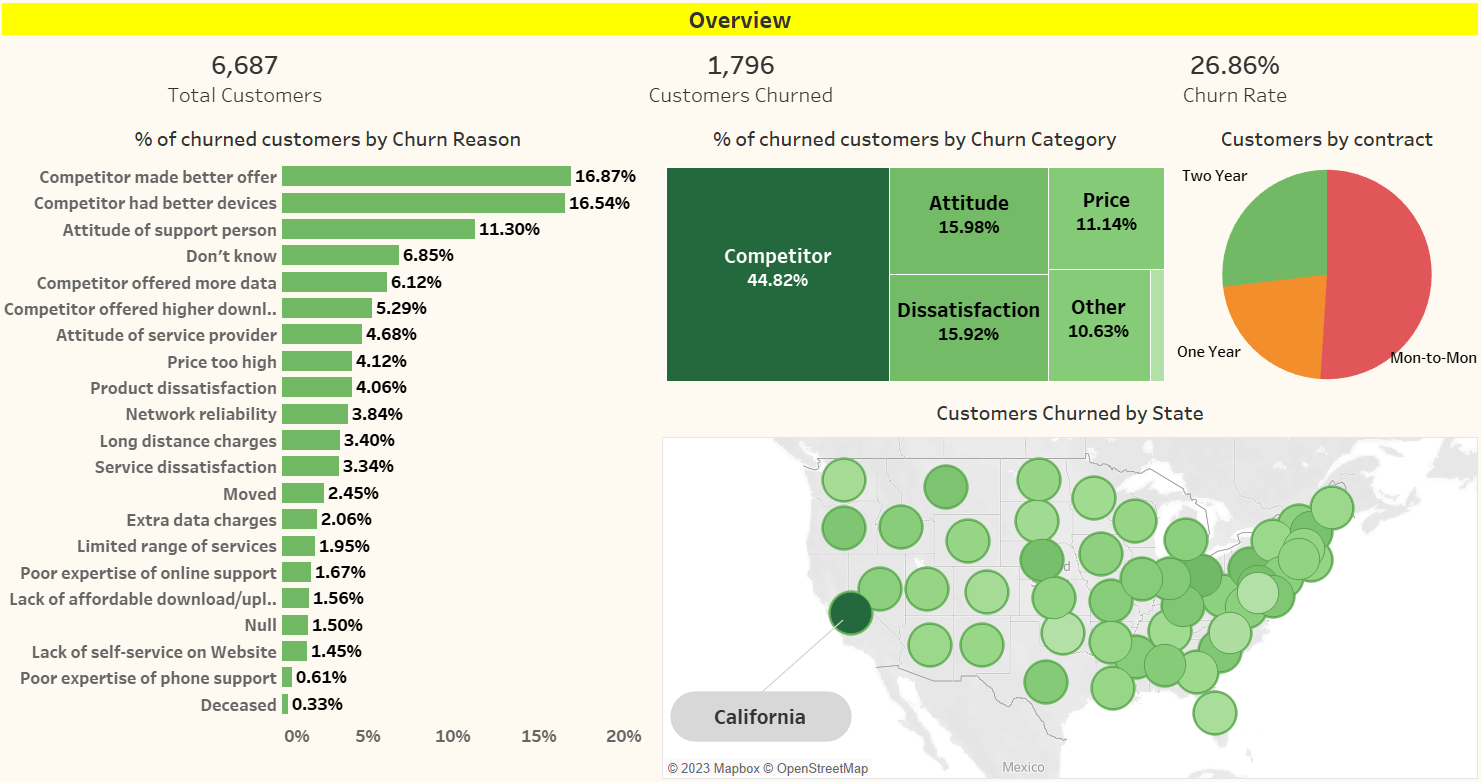 Overview
6,687
Total Customers
1,796
Customers Churned
26.86%
Churn Rate
% of churned customers by Churn Reason
Competitor made better offer 16.87%
Competitor had better devices 16.54%
Attitude of support person 11.30%
Don’t know 6.85%
Competitor offered more data 6.12%
Competitor offered higher downl.. 5.29%
Attitude of service provider 4.68%
Price too high 4.12%
Product dissatisfaction 4.06%
Network reliability 3.84%
Long distance charges 3.40%
Service dissatisfaction 3.34%
Moved 2.45%
Extra data charges 2.06%
Limited range of services 1.95%
Poor expertise of online support 1.67%
Lack of affordable download/upl.. 1.56%
Null 1.50%
Lack of self-service on Website 1.45%
Poor expertise of phone support 0.61%
Deceased 0.33%
0% 5% 10% 15% 20%
% of churned customers by Churn Category
Competitor
44.82%
Attitude
15.98%
Dissatisfaction
15.92%
Price
11.14%
Other
10.63%
Customers by contract
Two Year
One Year
Mon-to-Mon
Customers Churned by State
California
Mexico
© 2023 Mapbox © OpenStreetMap